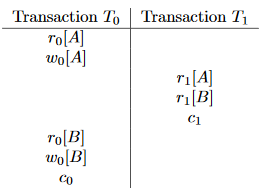 Transaction T₀ Transaction T₁
r₀[A]
w₀[A]
r₁[A]
r₁[B]
c₁
r₀[B]
w₀[B]
c₀